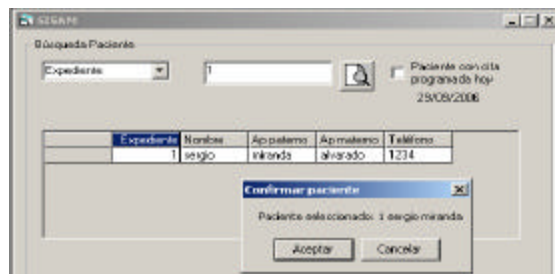 SIGAPE
Búsqueda Paciente
Expediente
1
Paciente con cita
programada hoy
29/09/2006
Expediente Nombre Ap paterno Ap materno Teléfono
1 sergio miranda alvarado 1234
Confirmar paciente
Paciente seleccionado: 1 sergio miranda
Aceptar Cancelar